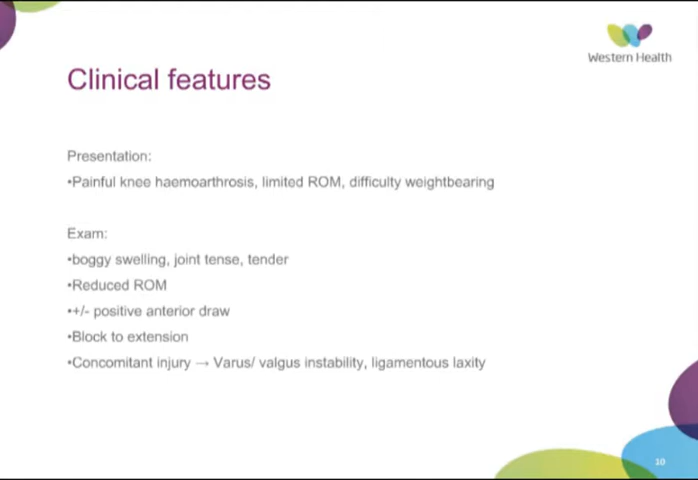 Western Health
Clinical features
Presentation:
•Painful knee haemoarthrosis, limited ROM, difficulty weightbearing
Exam:
•boggy swelling, joint tense, tender
•Reduced ROM
•+/- positive anterior draw
•Block to extension
•Concomitant injury → Varus/ valgus instability, ligamentous laxity
10